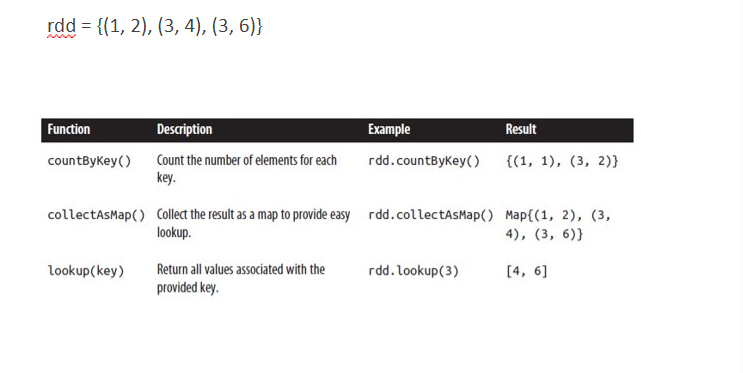 rdd = {(1, 2), (3, 4), (3, 6)}
Function Description Example Result
countByKey() Count the number of elements for each rdd.countByKey() {(1, 1), (3, 2)}
key.
collectAsMap() Collect the result as a map to provide easy rdd.collectAsMap() Map{(1, 2), (3,
lookup. 4), (3, 6)}
lookup(key) Return all values associated with the rdd.lookup(3) [4, 6]
provided key.